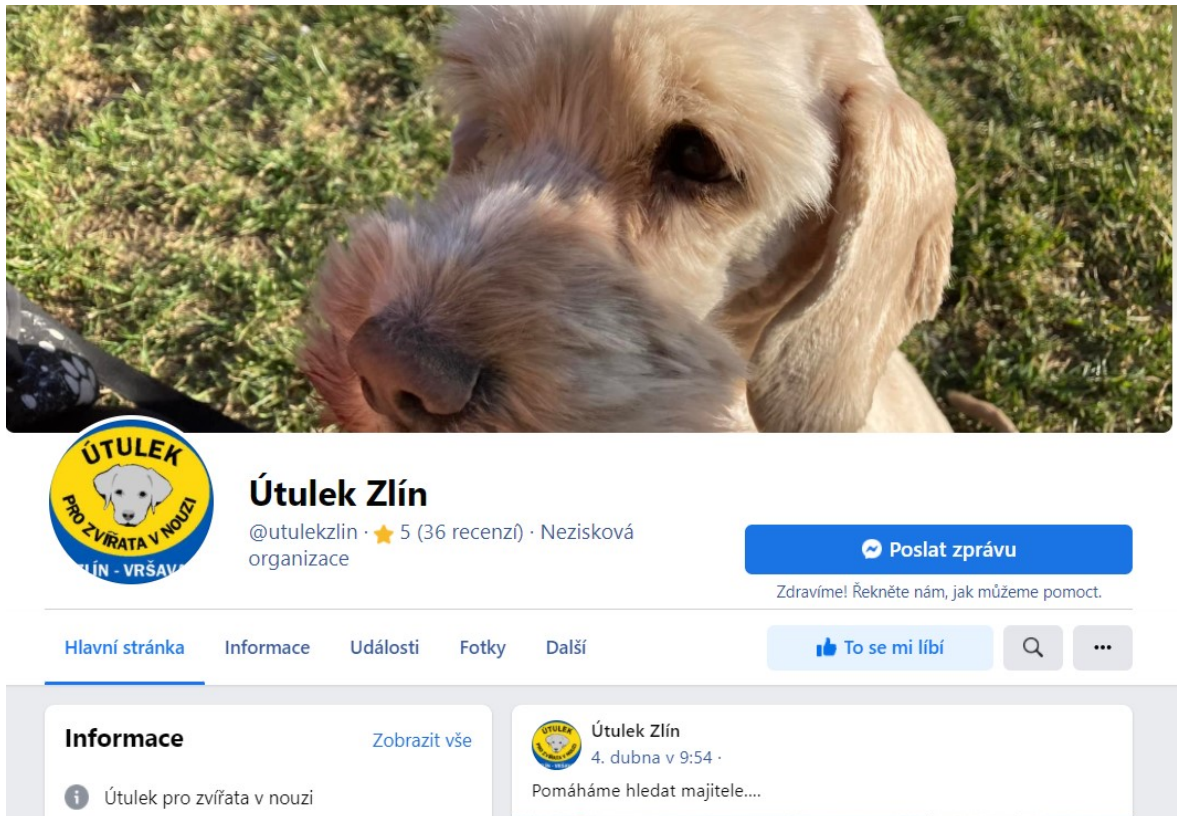 ÚTULEK
PRO ZVÍŘATA V NOUZI
ZLÍN - VRŠAVA
Útulek Zlín
@utulekzlin · 5 (36 recenzí) · Nezisková
organizace
Poslat zprávu
Zdravíme! Řekněte nám, jak můžeme pomoct.
Hlavní stránka Informace Události Fotky Další
To se mi líbí
Informace
Zobrazit vše
Útulek pro zvířata v nouzi
Útulek Zlín
4. dubna v 9:54 ·
Pomáháme hledat majitele....